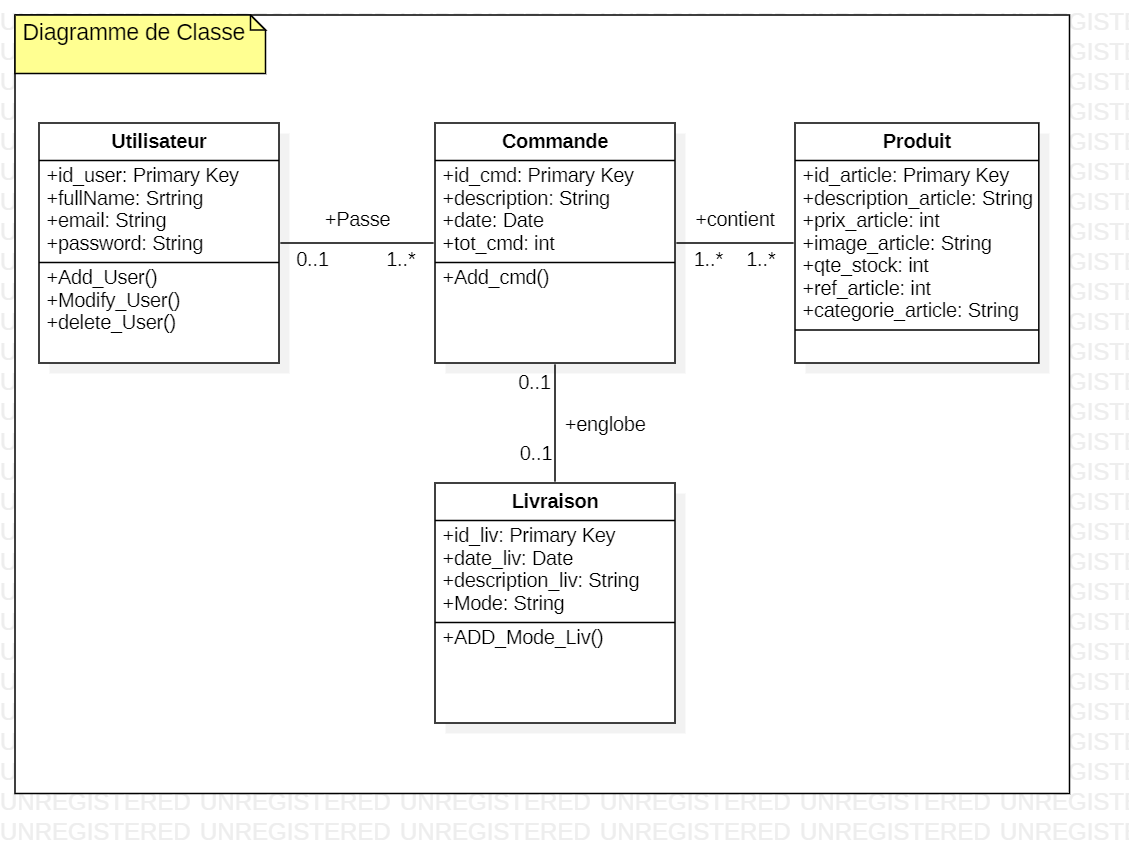 Diagramme de Classe
Utilisateur
+id_user: Primary Key
+fullName: Srtring
+email: String
+password: String
+Add_User()
+Modify_User()
+delete_User()
+Passe
0..1
1..*
Commande
+id_cmd: Primary Key
+description: String
+date: Date
+tot_cmd: int
+Add_cmd()
+contient
1..*
1..*
Produit
+id_article: Primary Key
+description_article: String
+prix_article: int
+image_article: String
+qte_stock: int
+ref_article: int
+categorie_article: String
0..1
+englobe
0..1
Livraison
+id_liv: Primary Key
+date_liv: Date
+description_liv: String
+Mode: String
+ADD_Mode_Liv()
UNREGISTERED UNREGISTERED UNREGISTERED UNREGISTERED UNREGISTERED UNREGISTI
UNREGISTERED UNREGISTERED UNREGISTERED UNREGISTERED UNREGISTERED UNREGISTI